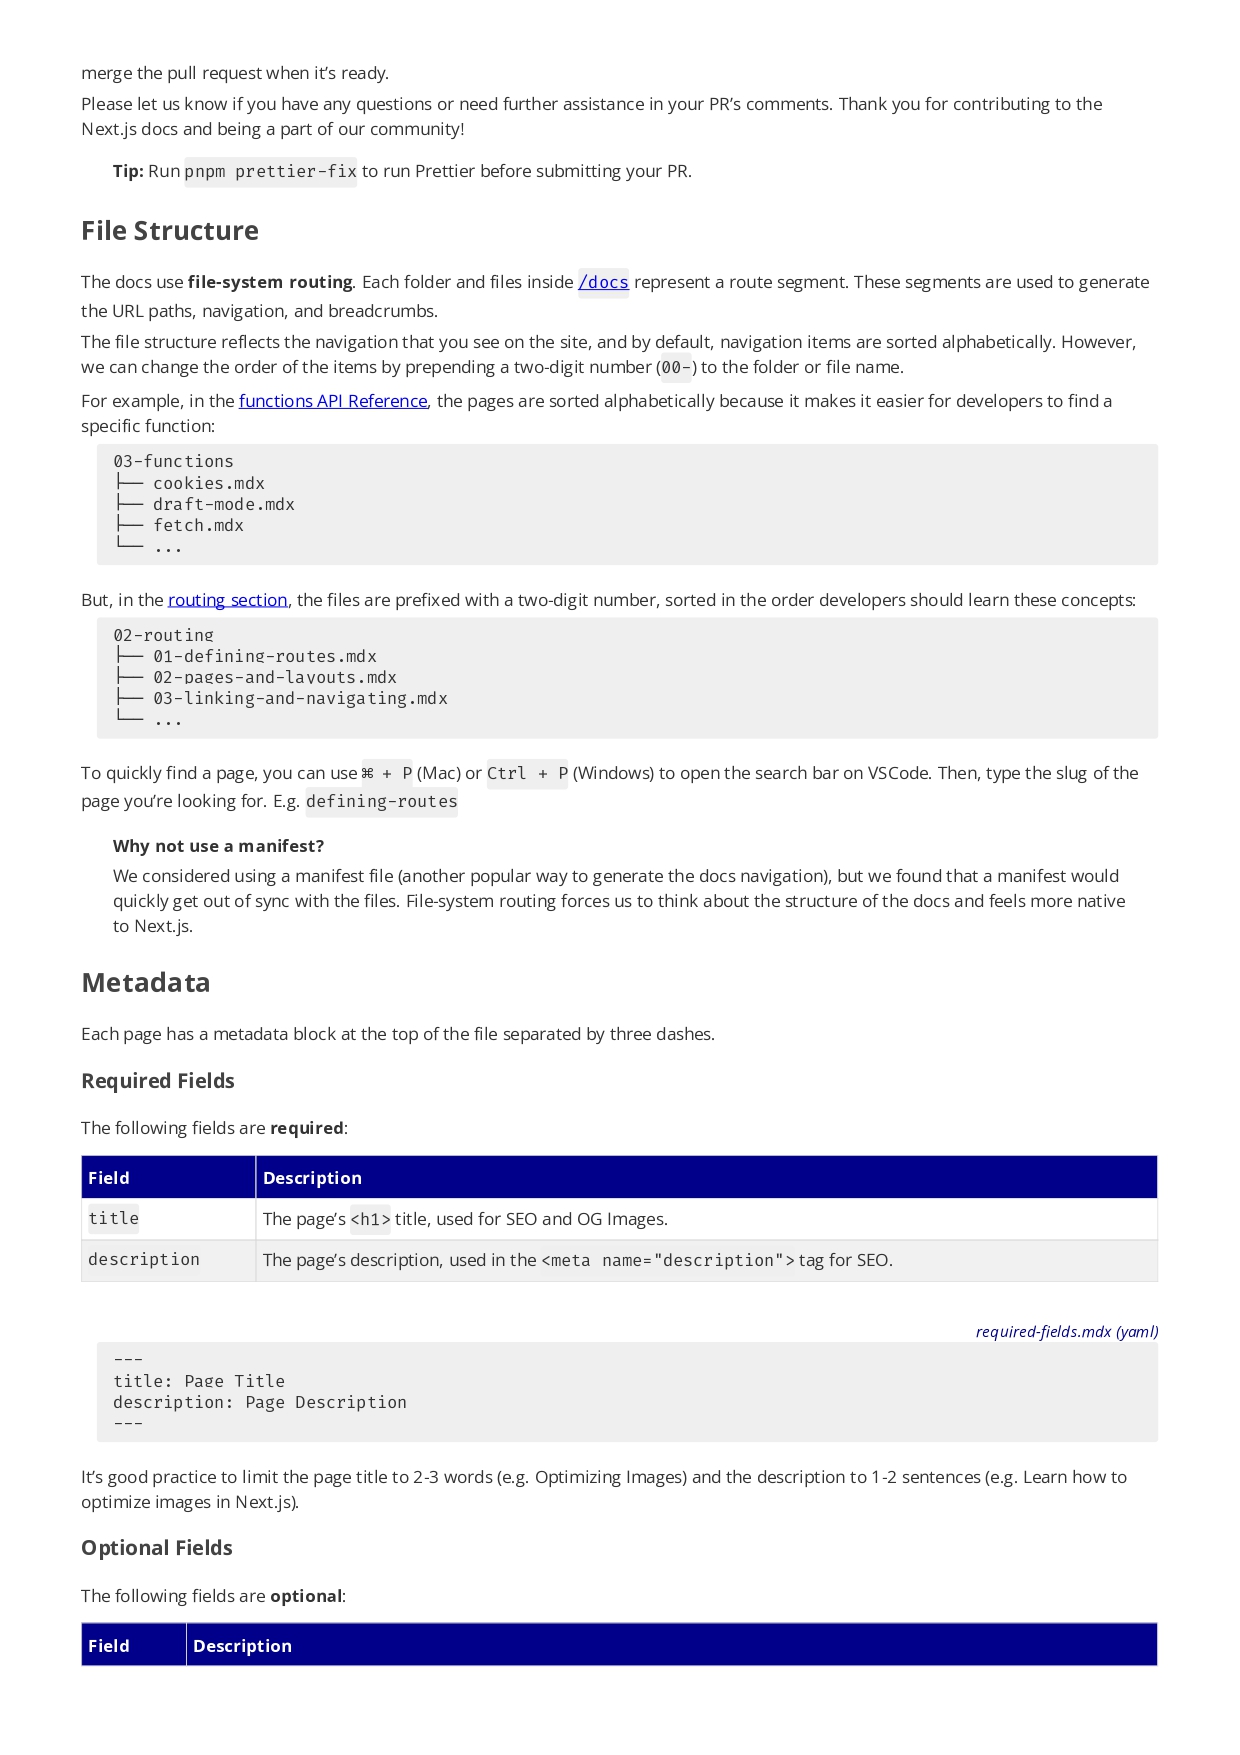 merge the pull request when it’s ready.
Please let us know if you have any questions or need further assistance in your PR’s comments. Thank you for contributing to the
Next.js docs and being a part of our community!
Tip: Run pnpm prettier-fix to run Prettier before submitting your PR.
File Structure
The docs use file-system routing. Each folder and files inside /docs represent a route segment. These segments are used to generate
the URL paths, navigation, and breadcrumbs.
The file structure reflects the navigation that you see on the site, and by default, navigation items are sorted alphabetically. However,
we can change the order of the items by prepending a two-digit number (00-) to the folder or file name.
For example, in the functions API Reference, the pages are sorted alphabetically because it makes it easier for developers to find a
specific function:
03-functions
├── cookies.mdx
├── draft-mode.mdx
├── fetch.mdx
└── ...
But, in the routing section, the files are prefixed with a two-digit number, sorted in the order developers should learn these concepts:
02-routing
├── 01-defining-routes.mdx
├── 02-pages-and-layouts.mdx
├── 03-linking-and-navigating.mdx
└── ...
To quickly find a page, you can use ⌘ + P (Mac) or Ctrl + P (Windows) to open the search bar on VSCode. Then, type the slug of the
page you’re looking for. E.g. defining-routes
Why not use a manifest?
We considered using a manifest file (another popular way to generate the docs navigation), but we found that a manifest would
quickly get out of sync with the files. File-system routing forces us to think about the structure of the docs and feels more native
to Next.js.
Metadata
Each page has a metadata block at the top of the file separated by three dashes.
Required Fields
The following fields are required:
Field Description
title The page’s <h1> title, used for SEO and OG Images.
description The page’s description, used in the <meta name="description"> tag for SEO.
required-fields.mdx (yaml)
---
title: Page Title
description: Page Description
---
It’s good practice to limit the page title to 2-3 words (e.g. Optimizing Images) and the description to 1-2 sentences (e.g. Learn how to
optimize images in Next.js).
Optional Fields
The following fields are optional:
Field Description